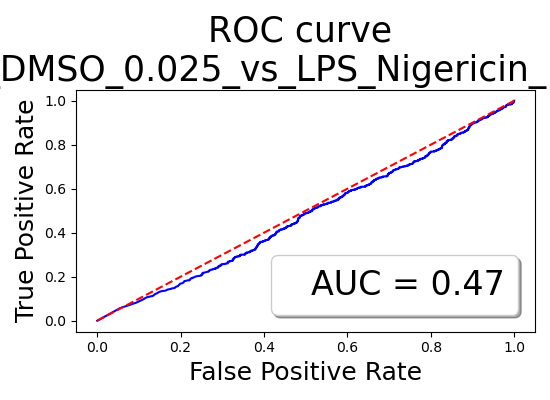 ROC curve
_DMSO_0.025_vs_LPS_Nigericin_
True Positive Rate
1.0
0.8
0.6
0.4
0.2
0.0
AUC = 0.47
0.0 0.2 0.4 0.6 0.8 1.0
False Positive Rate